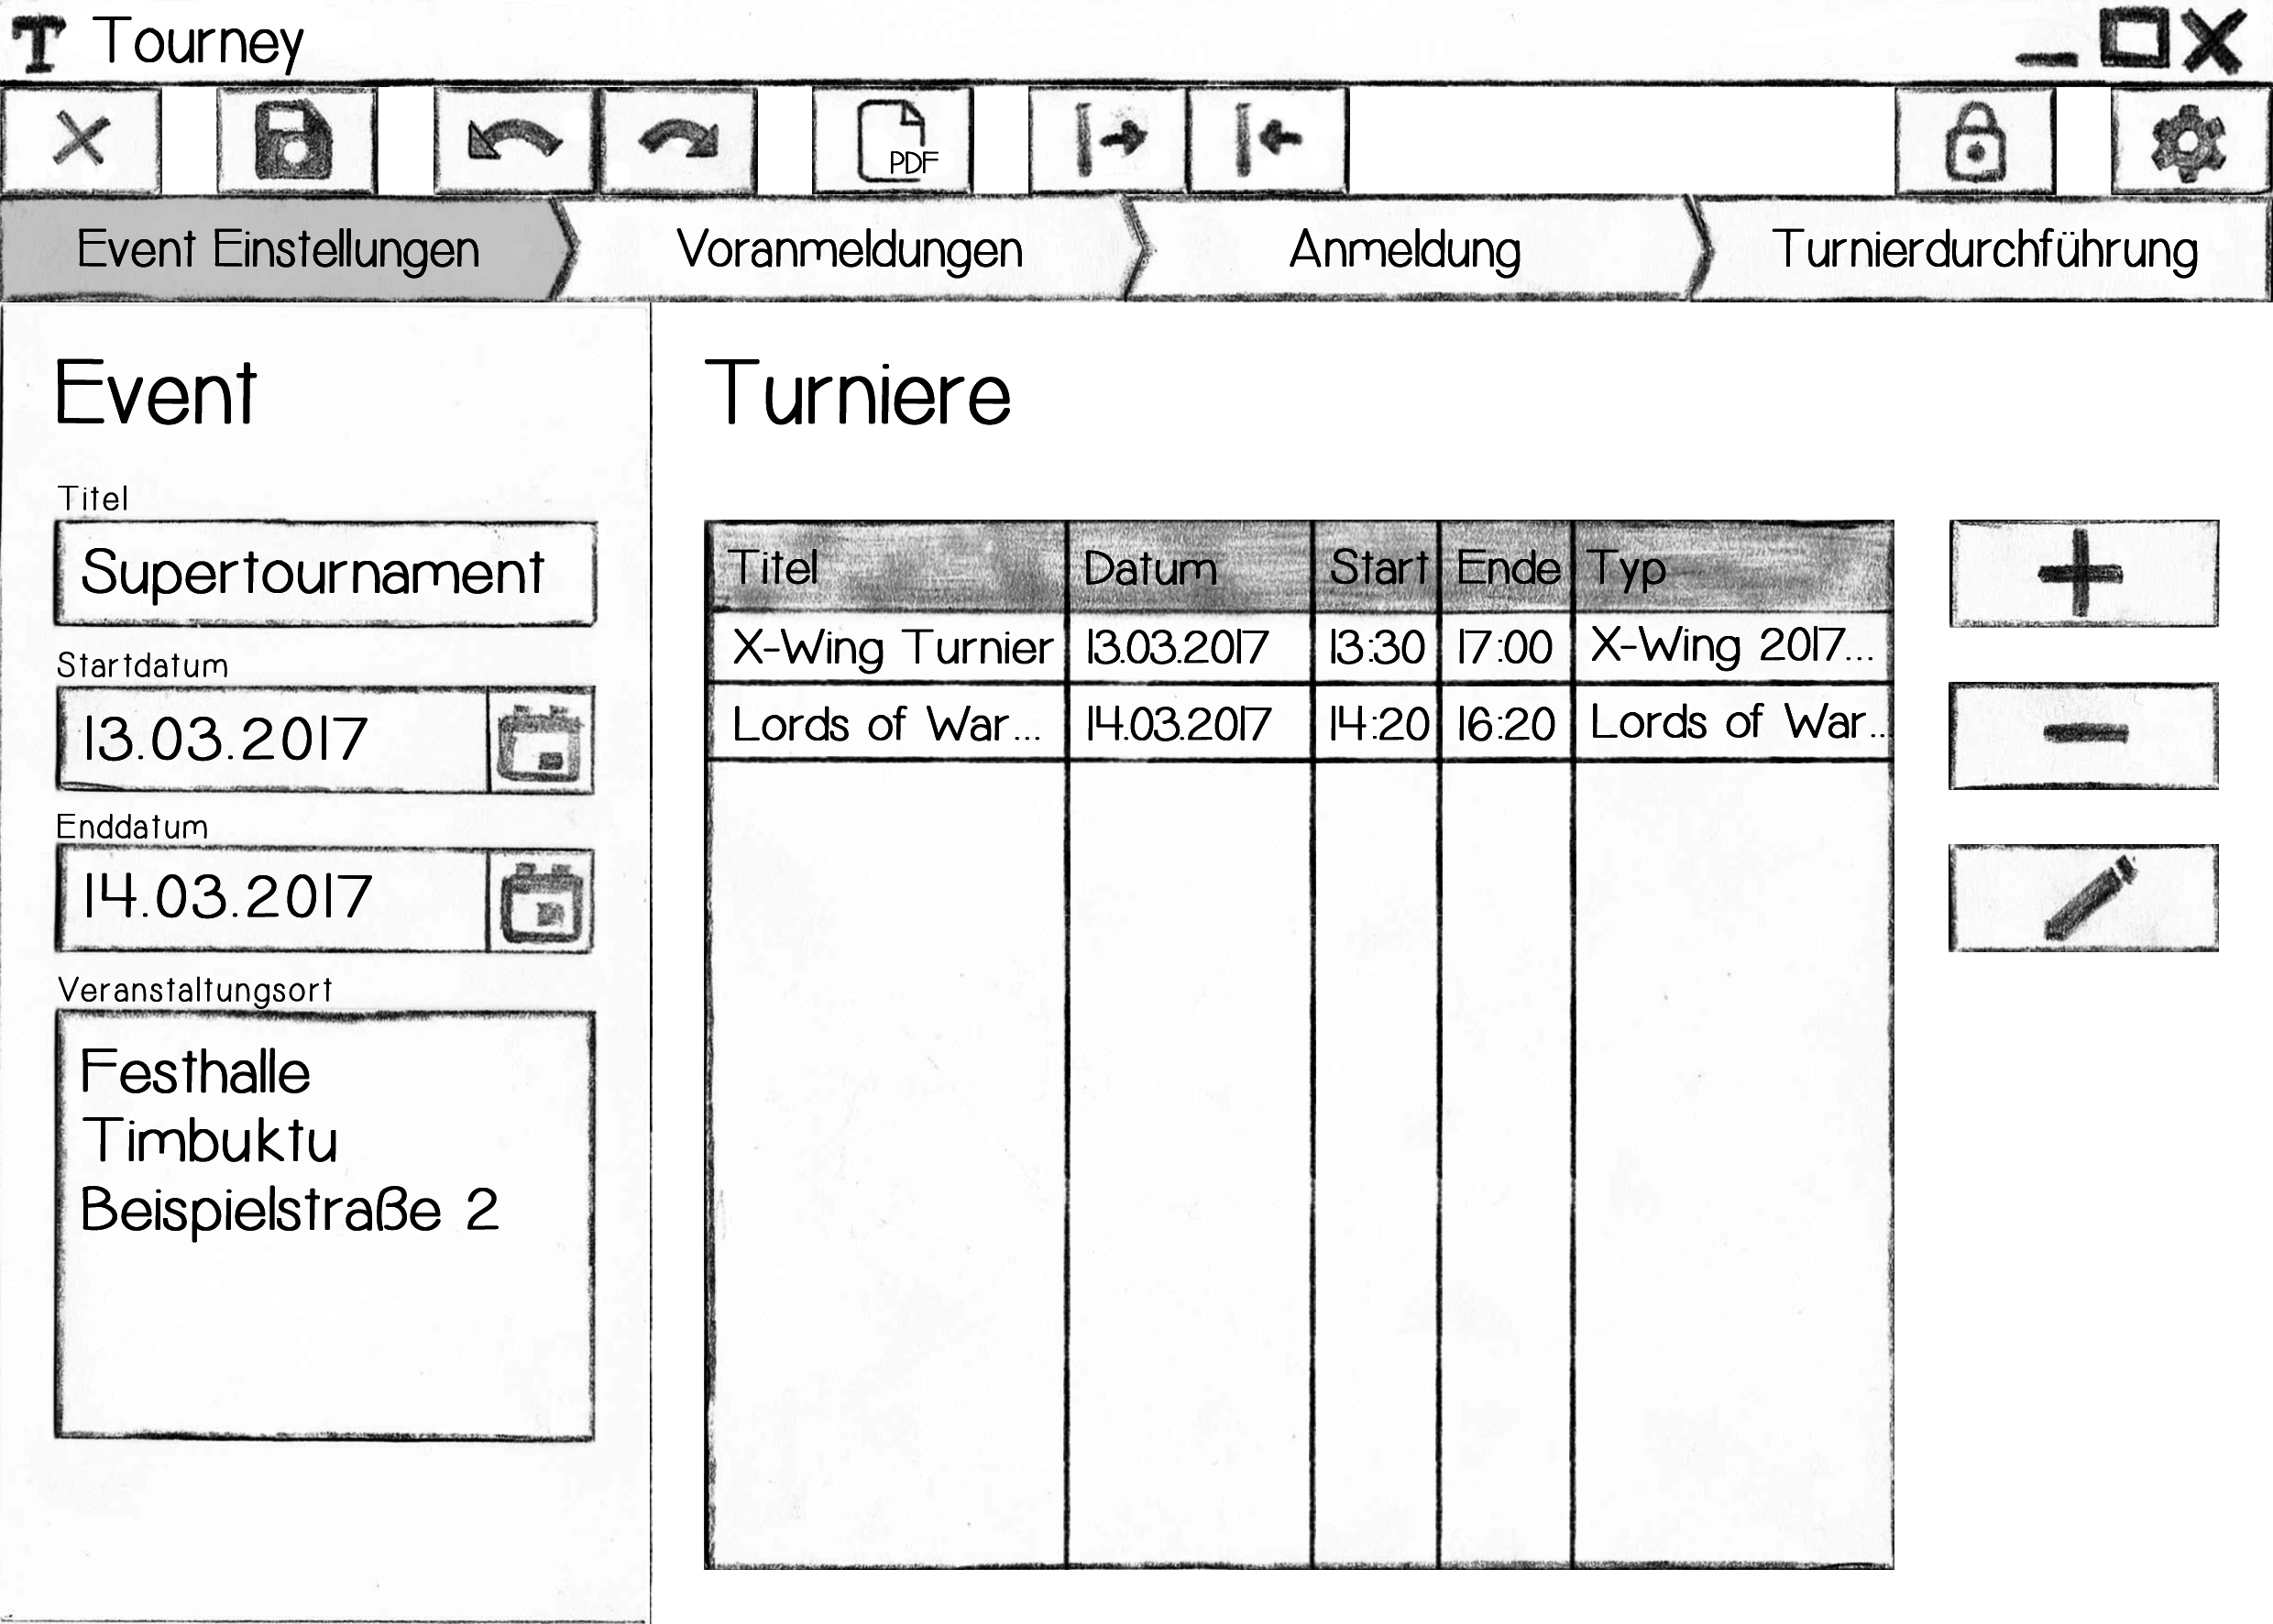 T Tourney
PDF
Event Einstellungen
Voranmeldungen
Anmeldung
Turnierdurchführung
Event
Titel
Supertournament
Startdatum
13.03.2017
Enddatum
14.03.2017
Veranstaltungsort
Festhalle
Timbuktu
Beispielstraße 2
Turniere
Titel Datum Start Ende Typ
X-Wing Turnier 13.03.2017 13:30 17:00 X-Wing 2017...
Lords of War... 14.03.2017 14:20 16:20 Lords of War...